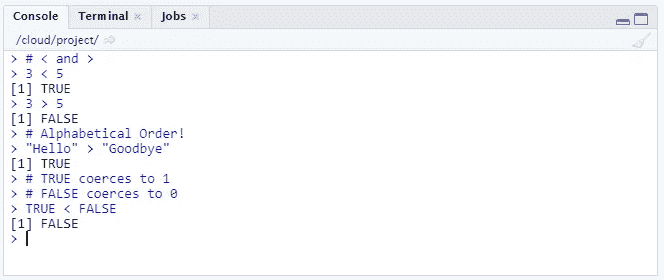 Console Terminal × Jobs ×
/cloud/project/
> # < and >
> 3 < 5
[1] TRUE
> 3 > 5
[1] FALSE
> # Alphabetical Order!
> "Hello" > "Goodbye"
[1] TRUE
> # TRUE coerces to 1
> # FALSE coerces to 0
> TRUE < FALSE
[1] FALSE
>